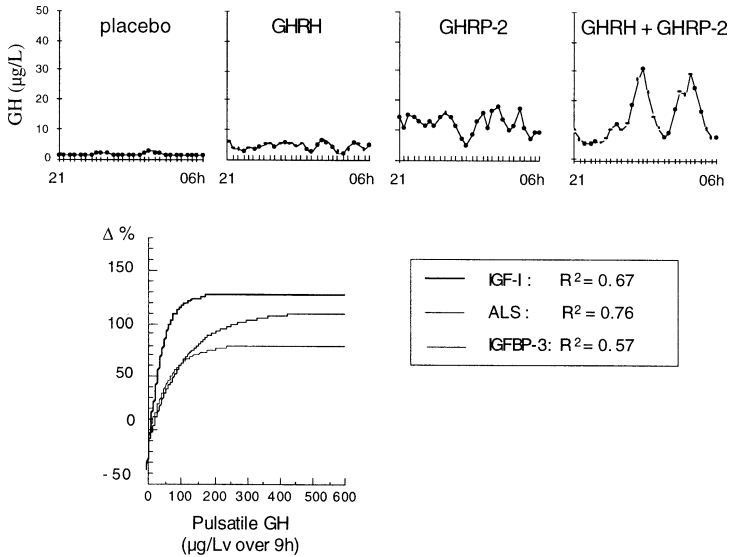 placebo
GHRH
GHRP-2
GHRH + GHRP-2
GH (µg/L)
50
40
30
20
10
0
21
06h
21
06h
21
06h
21
06h
Δ %
150
100
50
0
- 50
0
100
200
300
400
500 600
Pulsatile GH
(µg/Lv over 9h)
IGF-I : R² = 0.67
ALS : R² = 0.76
IGFBP-3: R² = 0.57